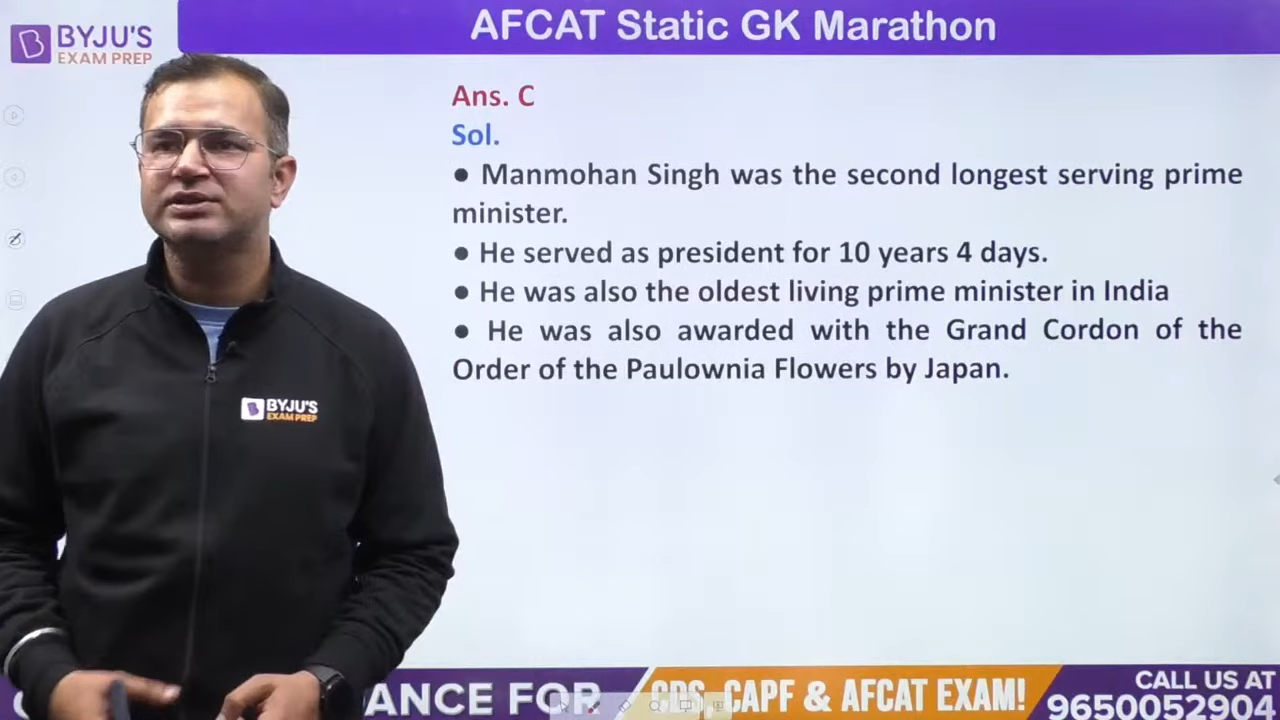 AFCAT Static GK Marathon
BYJU'S
EXAM PREP
Ans. C
Sol.
● Manmohan Singh was the second longest serving prime
minister.
● He served as president for 10 years 4 days.
● He was also the oldest living prime minister in India
● He was also awarded with the Grand Cordon of the
Order of the Paulownia Flowers by Japan.
BYJU'S
EXAM PREP
ANCE FOR
CDS, CAPF & AFCAT EXAM!
CALL US AT
9650052904